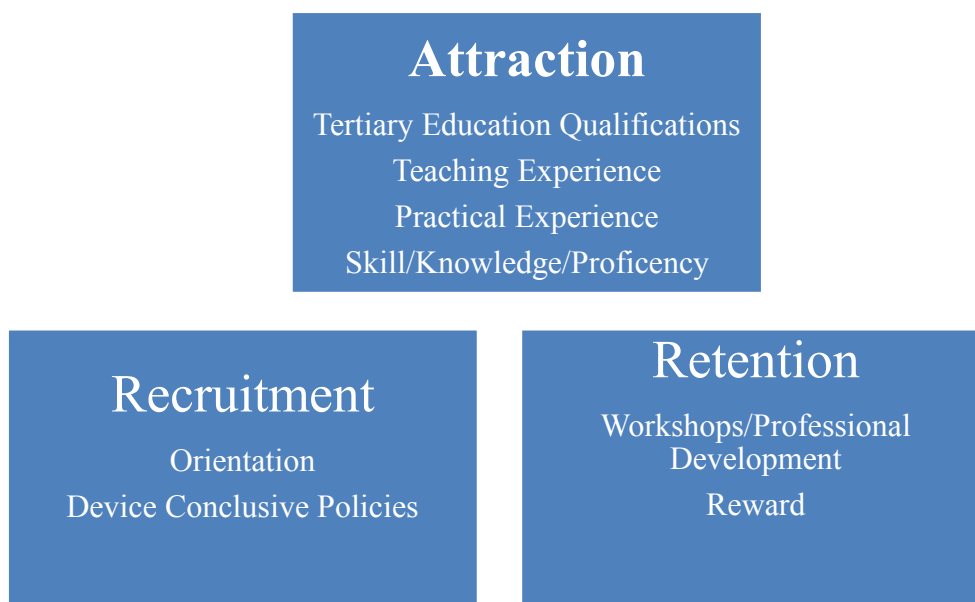 Attraction
Tertiary Education Qualifications
Teaching Experience
Practical Experience
Skill/Knowledge/Proficency
Recruitment
Orientation
Device Conclusive Policies
Retention
Workshops/Professional
Development
Reward